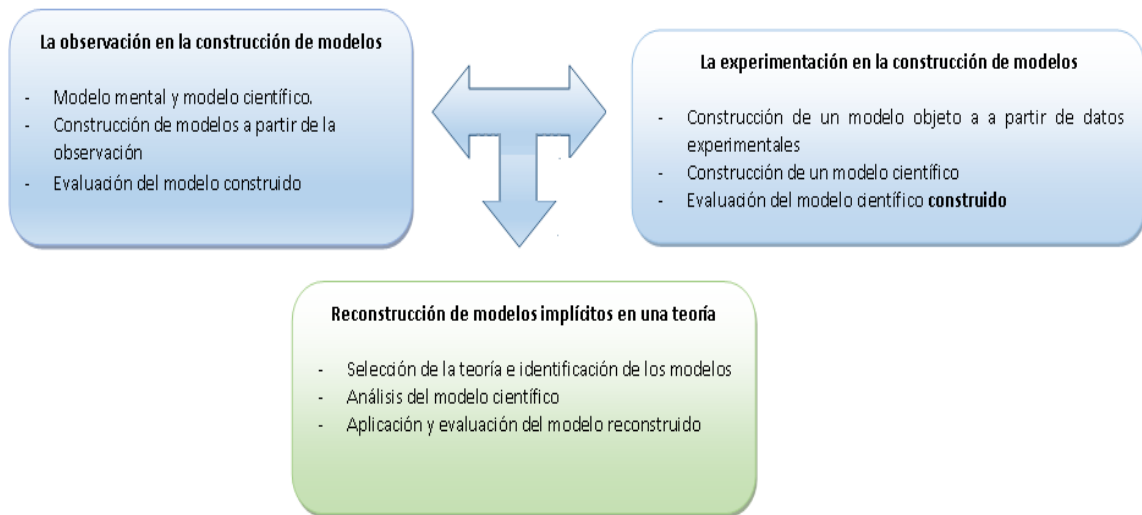 La observación en la construcción de modelos
- Modelo mental y modelo científico.
- Construcción de modelos a partir de la
observación
- Evaluación del modelo construido
La experimentación en la construcción de modelos
- Construcción de un modelo objeto a a partir de datos
experimentales
- Construcción de un modelo científico
- Evaluación del modelo científico construido
Reconstrucción de modelos implícitos en una teoría
- Selección de la teoría e identificación de los modelos
- Análisis del modelo científico
- Aplicación y evaluación del modelo reconstruido